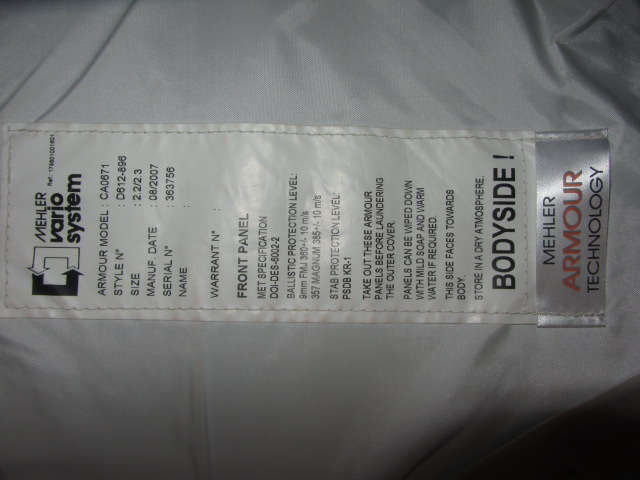 MEHLER
vario
system
Ref.: 178601001601
ARMOUR MODEL : CA0671
STYLE N° : D612-896
SIZE : 2.2/2.3
MANUF. DATE : 08/2007
SERIAL N° : 363756
NAME :
WARRANT N° :
FRONT PANEL
MET SPECIFICATION
DOI-DES-6002-2
BALLISTIC PROTECTION LEVEL:
9mm FMJ 360+/- 10 m/s
357 MAGNUM 385+/- 10 m/s
STAB PROTECTION LEVEL:
PSDB KR-1
TAKE OUT THESE ARMOUR
PANELS BEFORE LAUNDERING
THE OUTER COVER.
PANELS CAN BE WIPED DOWN
WITH MILD SOAP AND WARM
WATER IF REQUIRED.
THIS SIDE FACES TOWARDS
BODY.
STORE IN A DRY ATMOSPHERE.
BODYSIDE !
MEHLER
ARMOUR
TECHNOLOGY